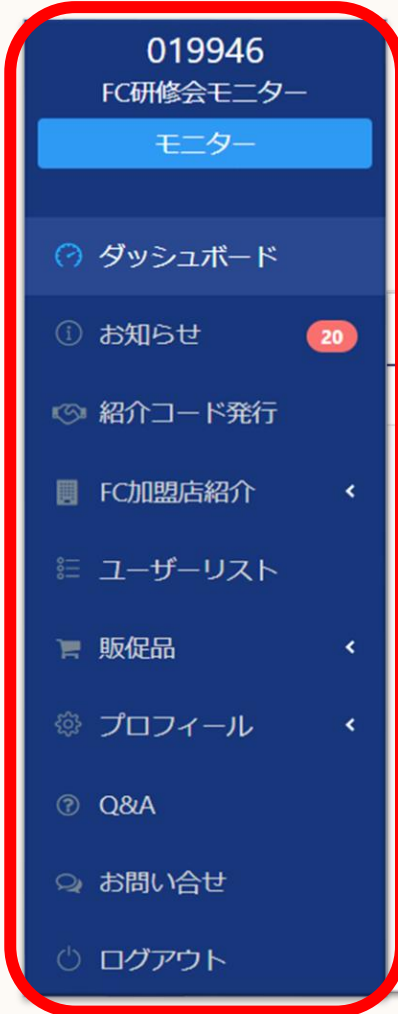 019946
FC研修会モニター
モニター
ダッシュボード
お知らせ 20
紹介コード発行
FC加盟店紹介
ユーザーリスト
販促品
プロフィール
Q&A
お問い合せ
ログアウト